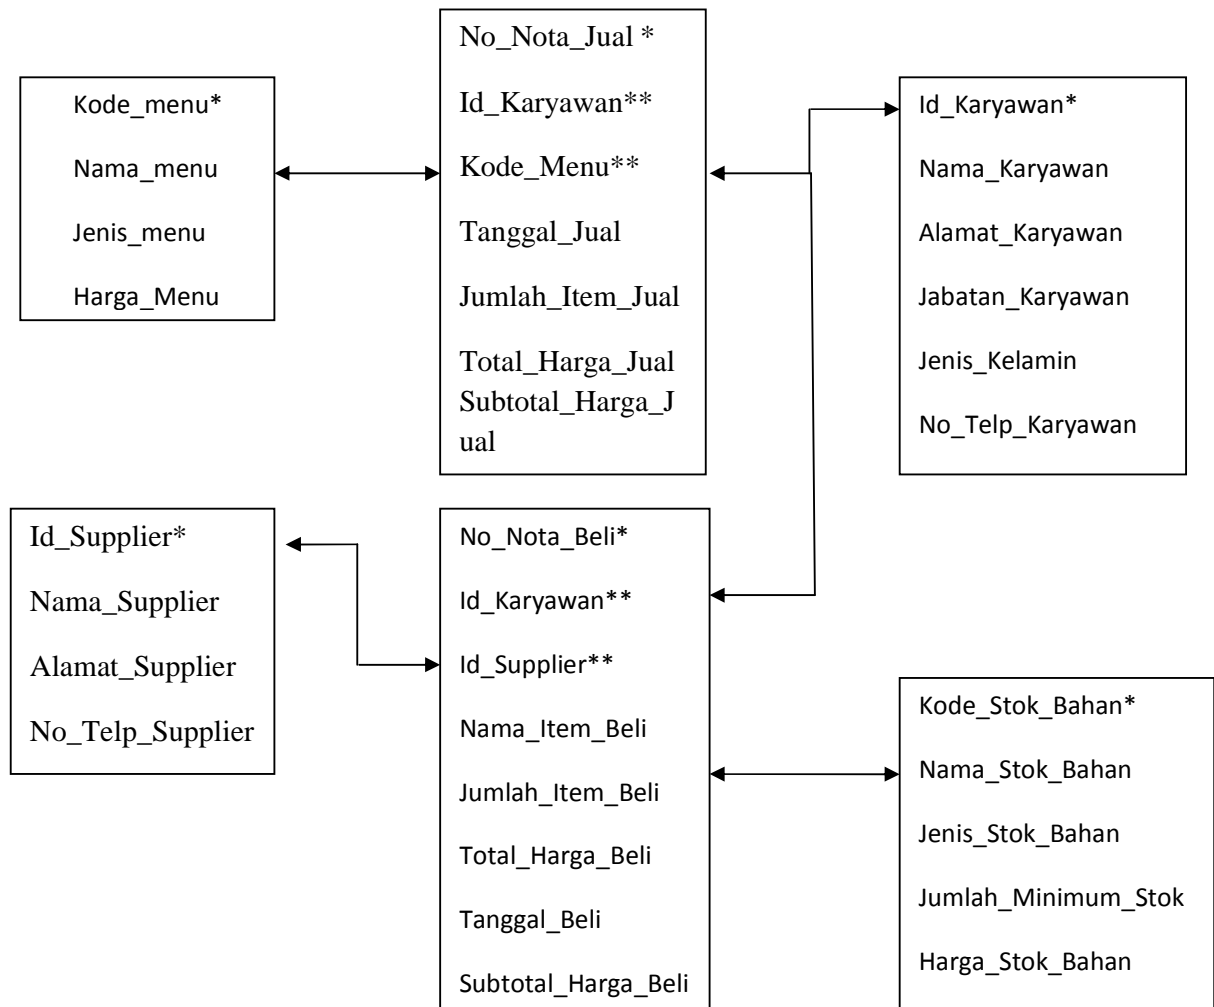 Kode_menu*
Nama_menu
Jenis_menu
Harga_Menu
No_Nota_Jual *
Id_Karyawan**
Kode_Menu**
Tanggal_Jual
Jumlah_Item_Jual
Total_Harga_Jual
Subtotal_Harga_J
ual
Id_Karyawan*
Nama_Karyawan
Alamat_Karyawan
Jabatan_Karyawan
Jenis_Kelamin
No_Telp_Karyawan
Id_Supplier*
Nama_Supplier
Alamat_Supplier
No_Telp_Supplier
No_Nota_Beli*
Id_Karyawan**
Id_Supplier**
Nama_Item_Beli
Jumlah_Item_Beli
Total_Harga_Beli
Tanggal_Beli
Subtotal_Harga_Beli
Kode_Stok_Bahan*
Nama_Stok_Bahan
Jenis_Stok_Bahan
Jumlah_Minimum_Stok
Harga_Stok_Bahan